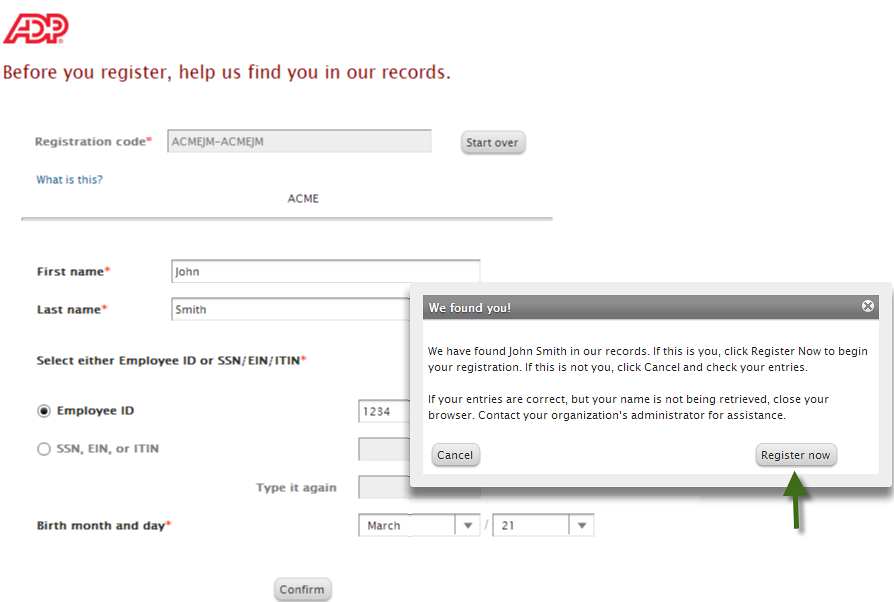 ADP
Before you register, help us find you in our records.
Registration code* ACMEJM-ACMEJM Start over
What is this?
ACME
First name* John
Last name* Smith
Select either Employee ID or SSN/EIN/ITIN*
Employee ID 1234
SSN, EIN, or ITIN
Type it again
Birth month and day* March / 21
Confirm
We found you!
We have found John Smith in our records. If this is you, click Register Now to begin
your registration. If this is not you, click Cancel and check your entries.
If your entries are correct, but your name is not being retrieved, close your
browser. Contact your organization's administrator for assistance.
Cancel Register now